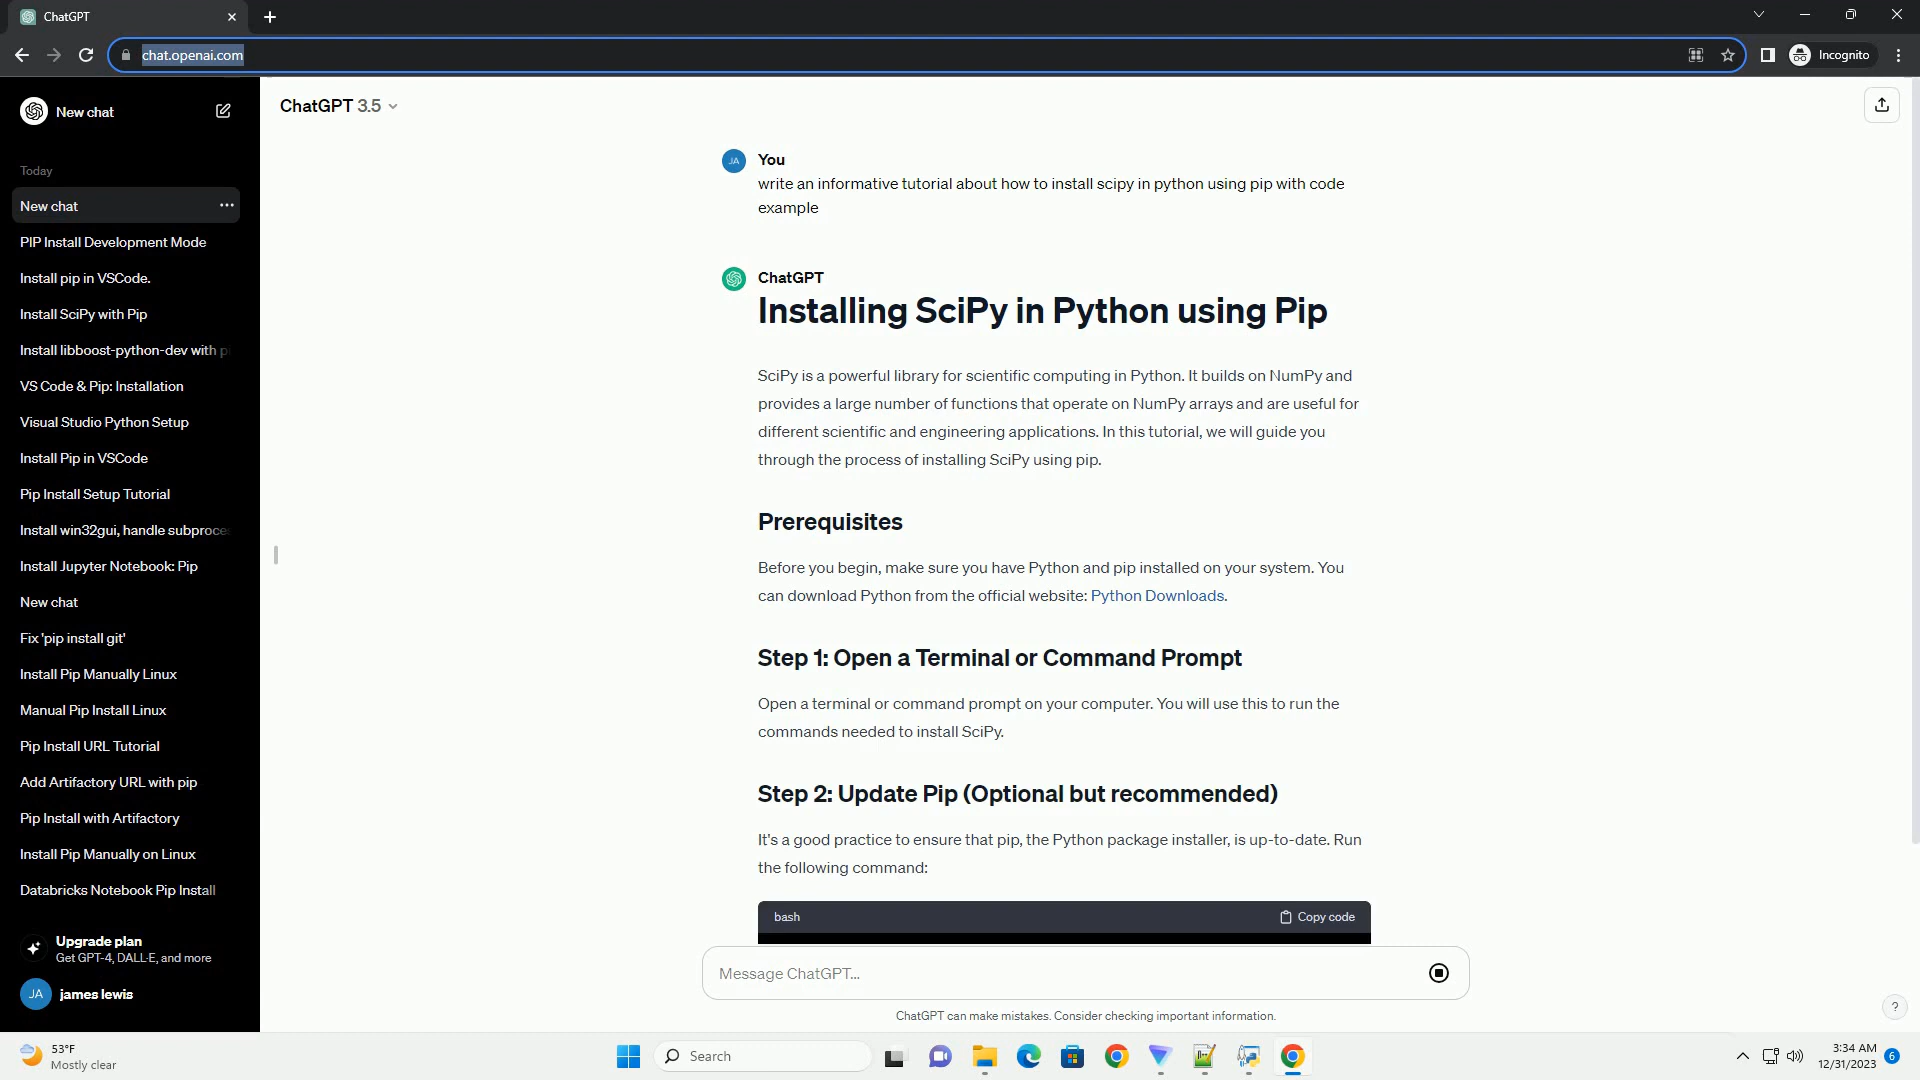 ChatGPT
chat.openai.com
Incognito
New chat
Today
New chat
PIP Install Development Mode
Install pip in VSCode.
Install SciPy with Pip
Install libboost-python-dev with p
VS Code & Pip: Installation
Visual Studio Python Setup
Install Pip in VSCode
Pip Install Setup Tutorial
Install win32gui, handle subproces
Install Jupyter Notebook: Pip
New chat
Fix 'pip install git'
Install Pip Manually Linux
Manual Pip Install Linux
Pip Install URL Tutorial
Add Artifactory URL with pip
Pip Install with Artifactory
Install Pip Manually on Linux
Databricks Notebook Pip Install
Upgrade plan
Get GPT-4, DALL·E, and more
JA
james lewis
ChatGPT 3.5
JA
You
write an informative tutorial about how to install scipy in python using pip with code
example
ChatGPT
Installing SciPy in Python using Pip
SciPy is a powerful library for scientific computing in Python. It builds on NumPy and
provides a large number of functions that operate on NumPy arrays and are useful for
different scientific and engineering applications. In this tutorial, we will guide you
through the process of installing SciPy using pip.
Prerequisites
Before you begin, make sure you have Python and pip installed on your system. You
can download Python from the official website: Python Downloads.
Step 1: Open a Terminal or Command Prompt
Open a terminal or command prompt on your computer. You will use this to run the
commands needed to install SciPy.
Step 2: Update Pip (Optional but recommended)
It's a good practice to ensure that pip, the Python package installer, is up-to-date. Run
the following command:
bash
Copy code
Message ChatGPT...
ChatGPT can make mistakes. Consider checking important information.
?
53°F
Mostly clear
Search
3:34 AM
12/31/2023
6